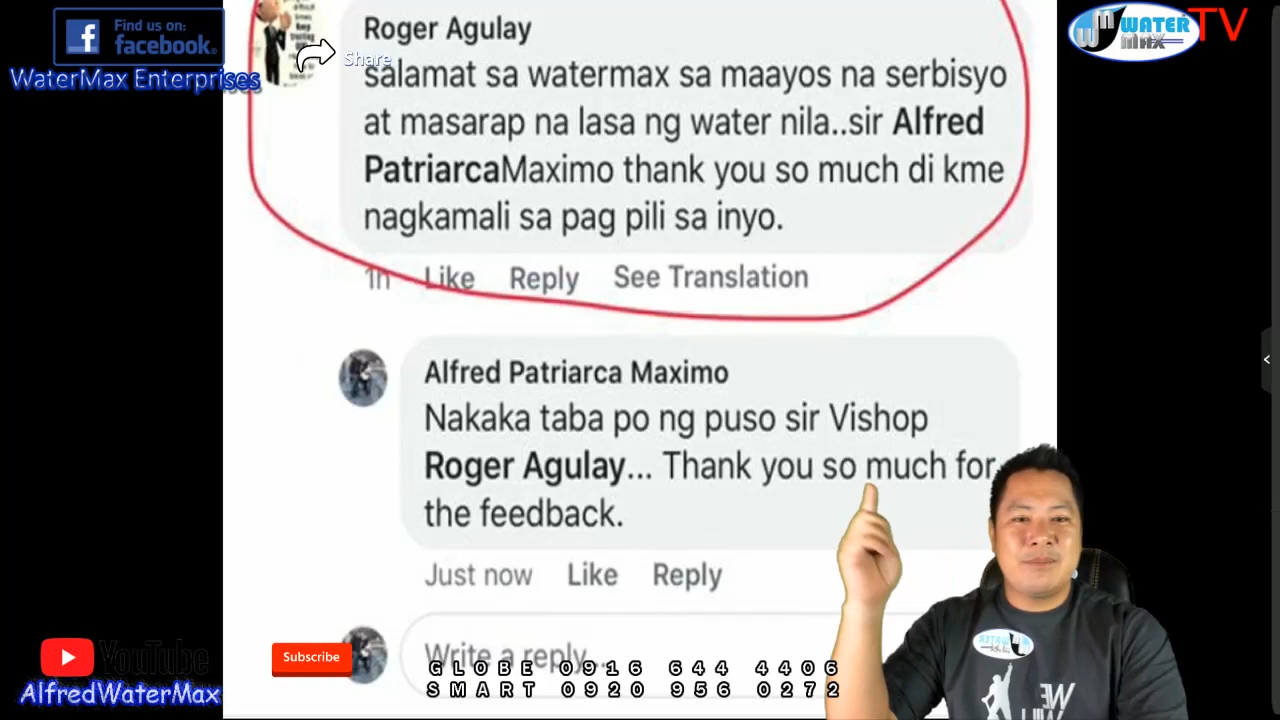 Find us on:
facebook
WaterMax Enterprises
WATER MAX TV
Share
Roger Agulay
salamat sa watermax sa maayos na serbisyo
at masarap na lasa ng water nila..sir Alfred
PatriarcaMaximo thank you so much di kme
nagkamali sa pag pili sa inyo.
1h Like Reply See Translation
Alfred Patriarca Maximo
Nakaka taba po ng puso sir Vishop
Roger Agulay... Thank you so much for
the feedback.
Just now Like Reply
Write a reply...
YouTube
AlfredWaterMax
Subscribe
GLOBE 0916 644 4406
SMART 0920 956 0272
WATER
WE